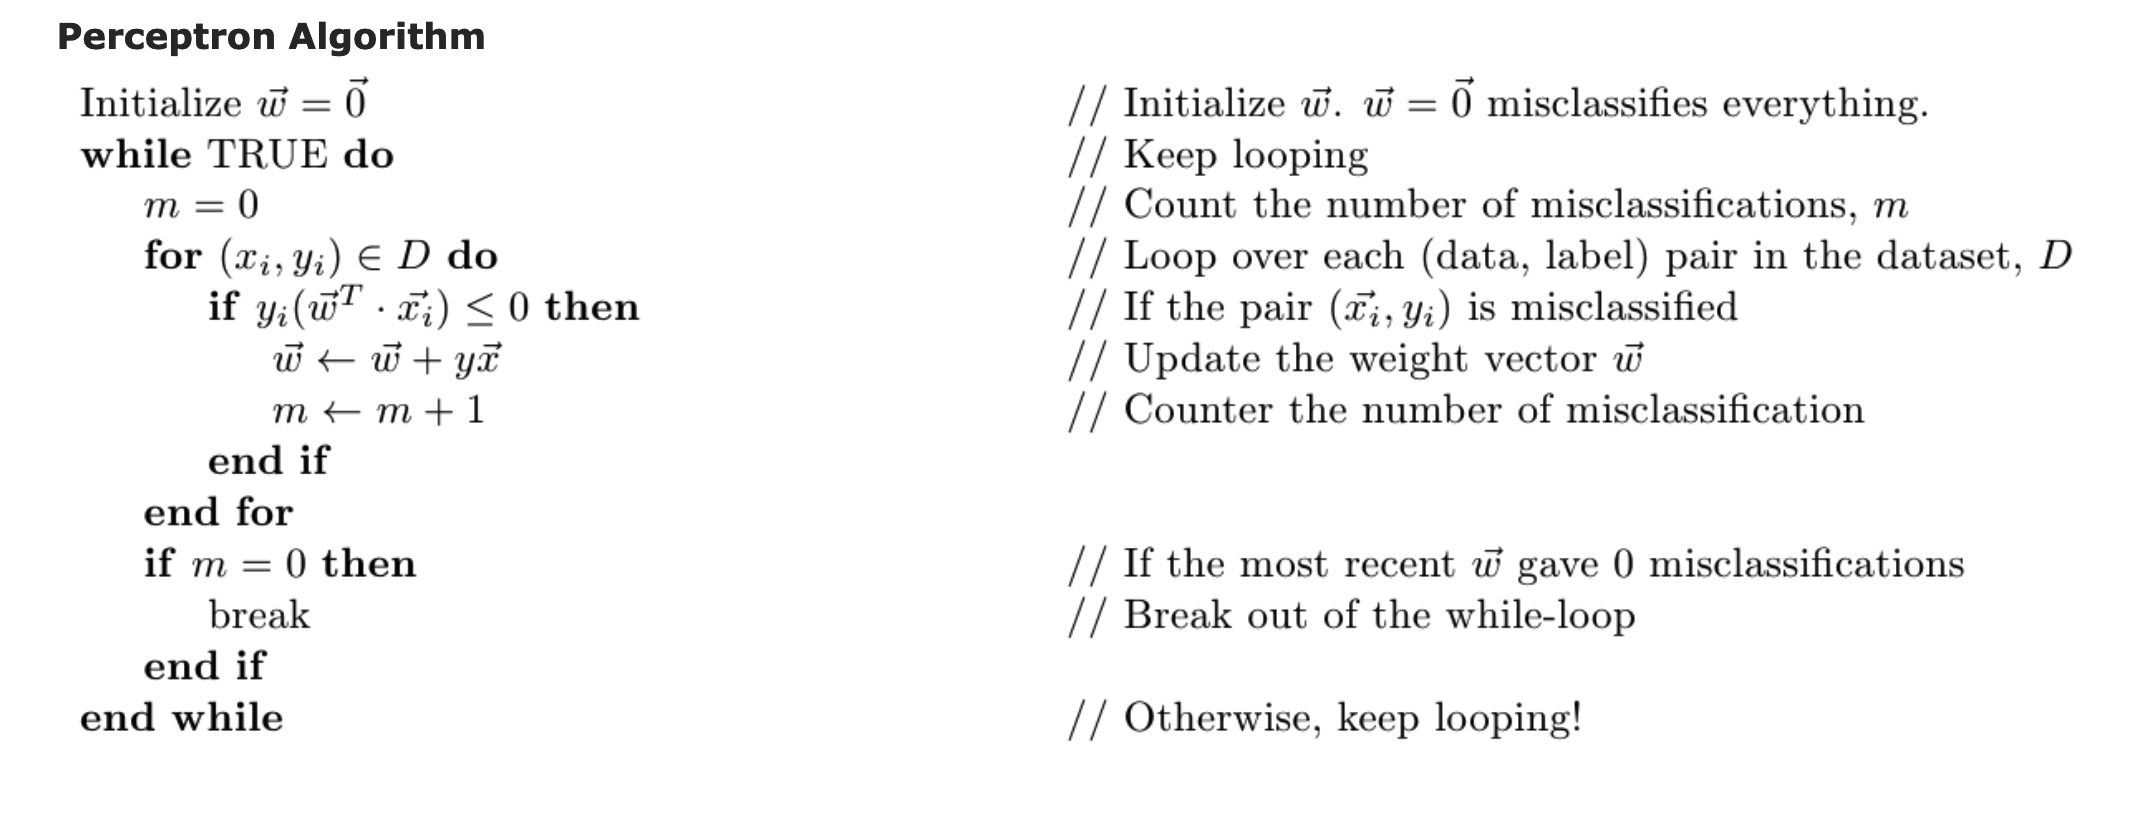 Perceptron Algorithm
Initialize $\vec{w} = \vec{0}$ // Initialize $\vec{w}$. $\vec{w} = \vec{0}$ misclassifies everything.
while TRUE do // Keep looping
$m = 0$ // Count the number of misclassifications, $m$
for $(x_i, y_i) \in D$ do // Loop over each (data, label) pair in the dataset, $D$
if $y_i(\vec{w}^T \cdot \vec{x_i}) \leq 0$ then // If the pair $(\vec{x_i}, y_i)$ is misclassified
$\vec{w} \leftarrow \vec{w} + y\vec{x}$ // Update the weight vector $\vec{w}$
$m \leftarrow m + 1$ // Counter the number of misclassification
end if
end for
if $m = 0$ then // If the most recent $\vec{w}$ gave 0 misclassifications
break // Break out of the while-loop
end if
end while // Otherwise, keep looping!